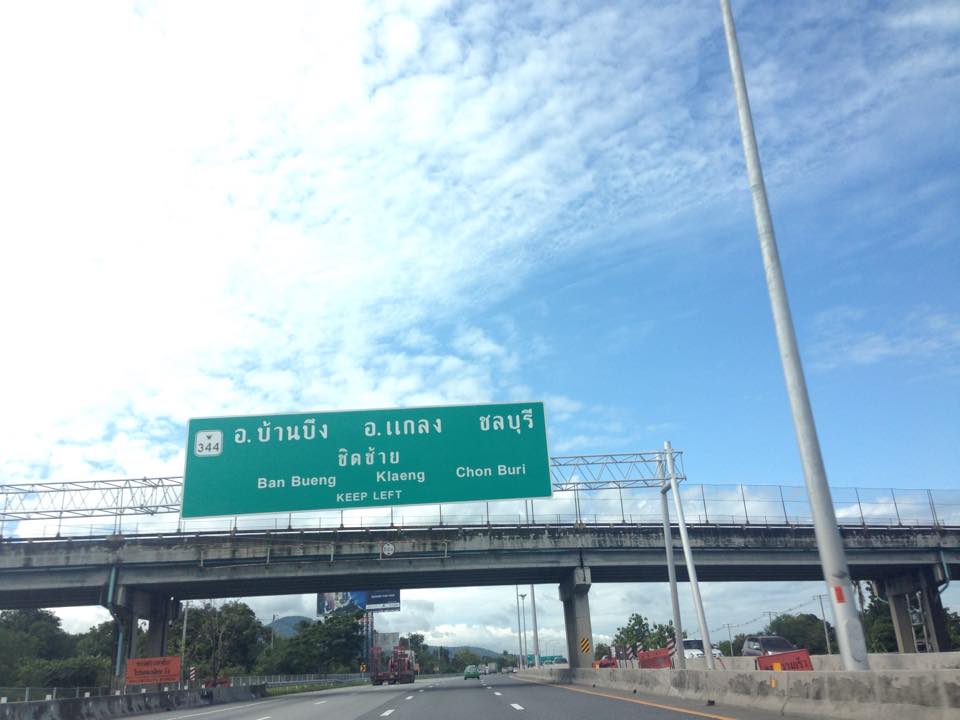 344 อ.บ้านบึง อ.แกลง ชลบุรี
ชิดซ้าย
Ban Bueng Klaeng Chon Buri
KEEP LEFT